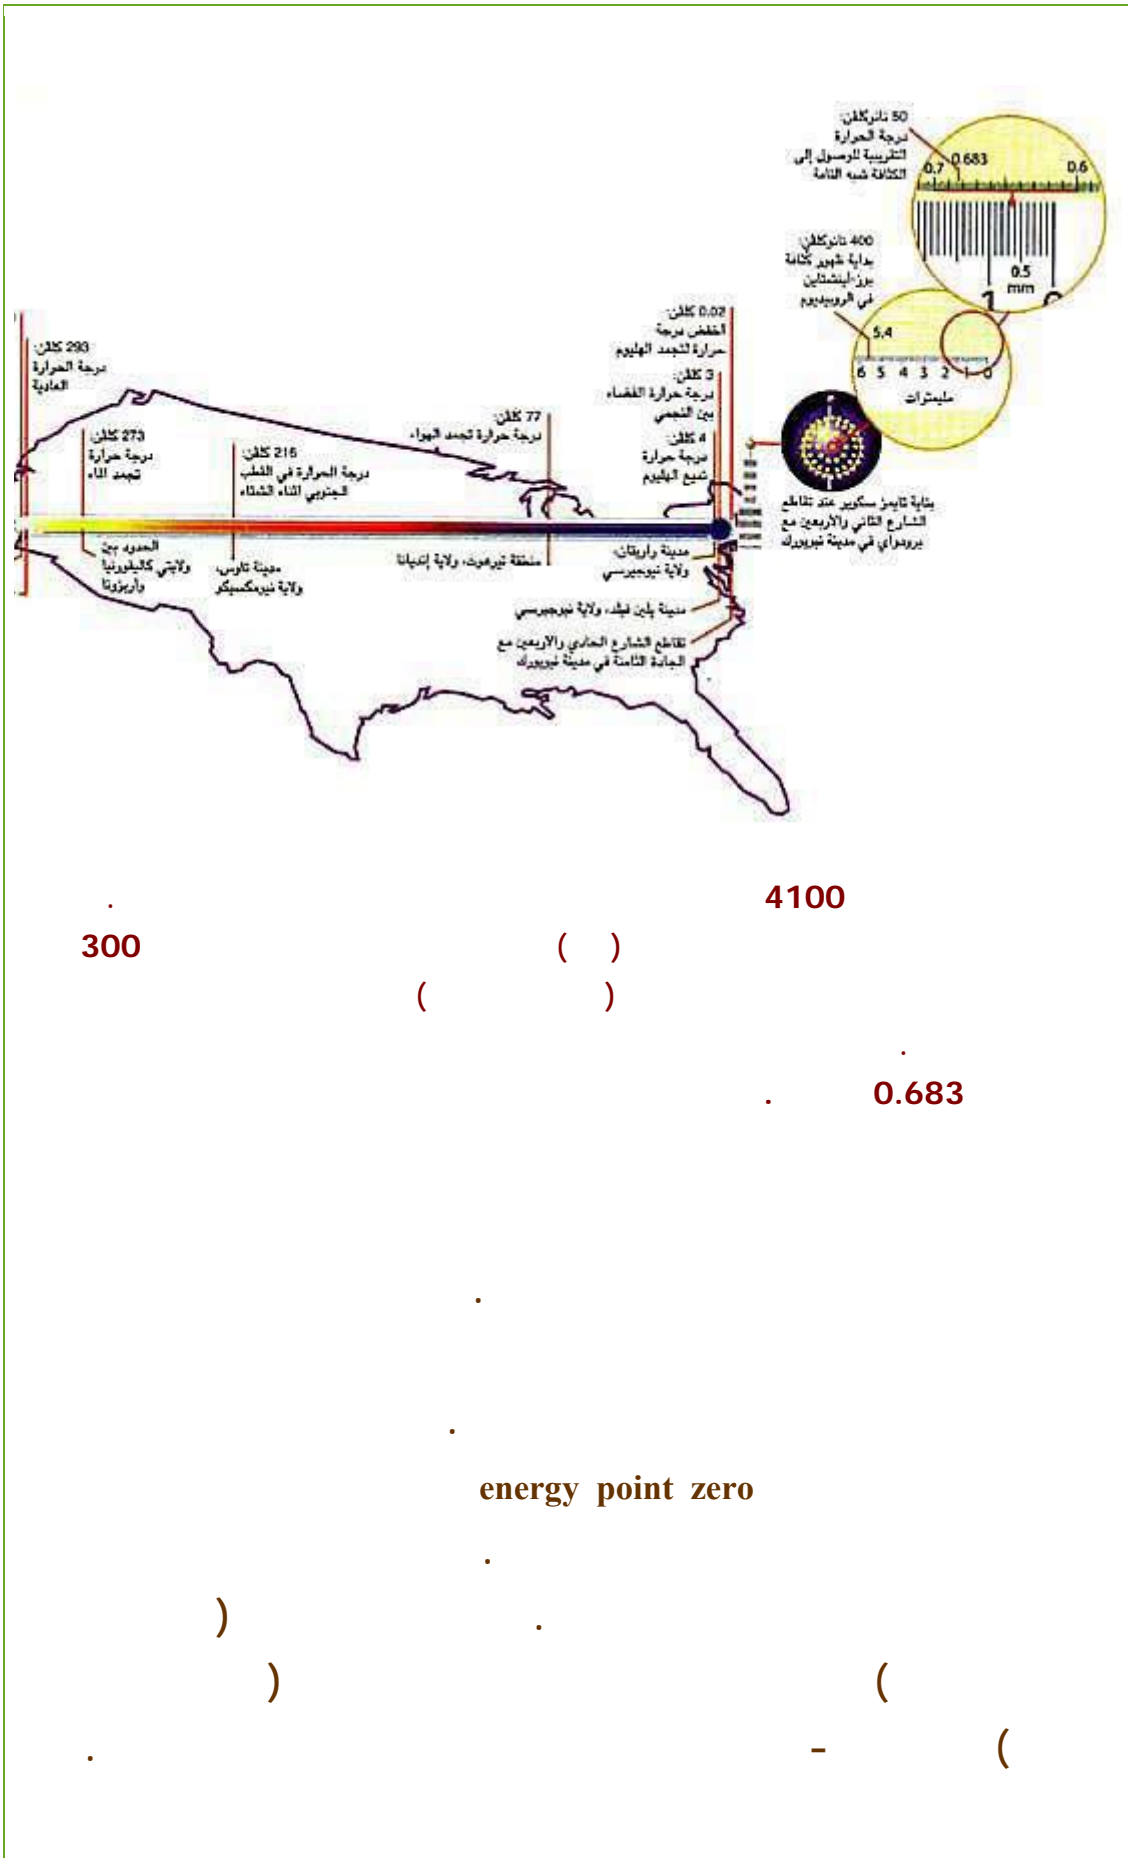 50 نانوكلفن:
درجة الحرارة
التقريبية للوصول إلى
الكثافة شبه التامة
0.7
0.683
0.6
0.5
mm
1
0
400 نانوكلفن:
بداية ظهور كثافة
بوز-أينشتاين
في الروبيديوم
5,4
6 5 4 3 2 1 0
مليمترات
293 كلفن:
درجة الحرارة
العادية
273 كلفن:
درجة حرارة
تجمد الماء
216 كلفن:
درجة الحرارة في القطب
الجنوبي أثناء الشتاء
77 كلفن:
درجة حرارة تجمد الهواء
0,02 كلفن:
أخفض درجة
حرارة لتجمد الهليوم
3 كلفن:
درجة حرارة الفضاء
بين النجمي
4 كلفن:
درجة حرارة
تميع الهليوم
بناية تايمز سكوير عند تقاطع
الشارع الثاني والأربعين مع
برودواي في مدينة نيويورك
الحدود بين
ولايتي كاليفورنيا
وأريزونا
مدينة تاوس،
ولاية نيومكسيكو
منطقة تيرهوت، ولاية إنديانا
مدينة
ولاية نيوجيرسي
مدينة بلين فيلد، ولاية نيوجيرسي
تقاطع الشارع الحادي والأربعين مع
الجادة الثامنة في مدينة نيويورك
4100 .
( ) 300
( )
.
0.683 .
.
.
energy point zero
.
. (
) (
) - .